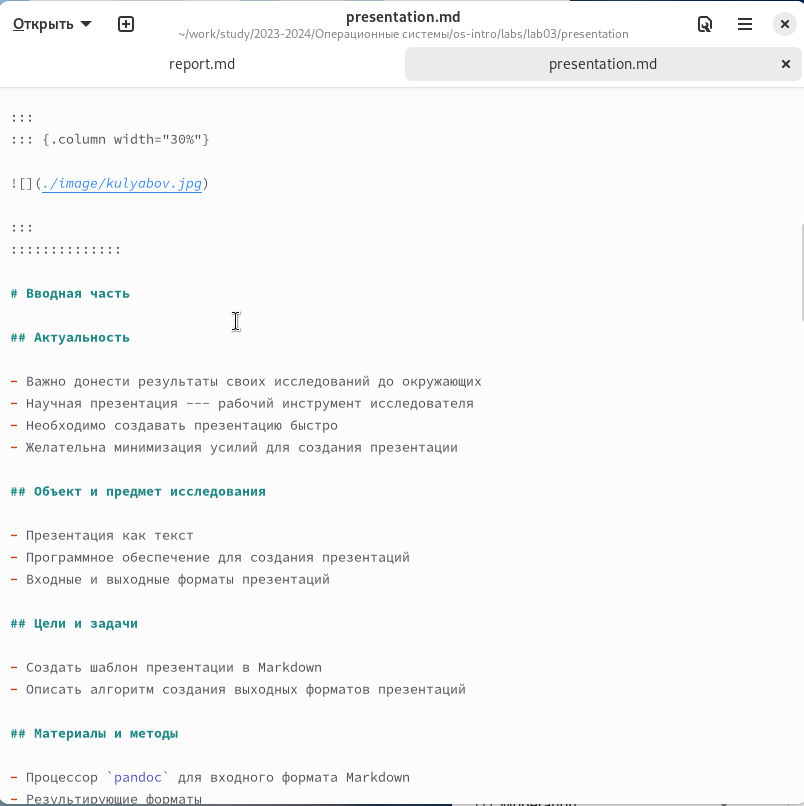 Открыть
presentation.md
~/work/study/2023-2024/Операционные системы/os-intro/labs/lab03/presentation
report.md
presentation.md
:::
::: {.column width="30%"}
![](./image/kulyabov.jpg)
:::
::::::::::::::
# Вводная часть
## Актуальность
- Важно донести результаты своих исследований до окружающих
- Научная презентация --- рабочий инструмент исследователя
- Необходимо создавать презентацию быстро
- Желательна минимизация усилий для создания презентации
## Объект и предмет исследования
- Презентация как текст
- Программное обеспечение для создания презентаций
- Входные и выходные форматы презентаций
## Цели и задачи
- Создать шаблон презентации в Markdown
- Описать алгоритм создания выходных форматов презентаций
## Материалы и методы
- Процессор `pandoc` для входного формата Markdown
- Результирующие форматы